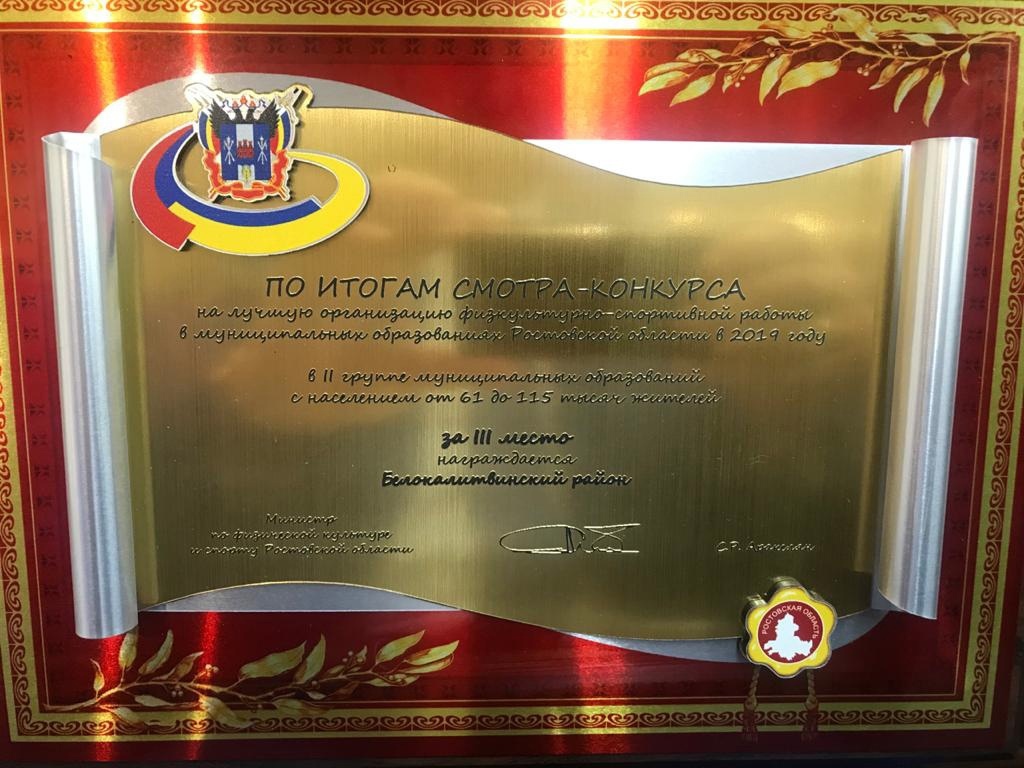 ПО ИТОГАМ СМОТРА-КОНКУРСА
на лучшую организацию физкультурно-спортивной работы
в муниципальных образованиях Ростовской области в 2019 году
в II группе муниципальных образований
с населением от 61 до 115 тысяч жителей
за III место
награждается
Белокалитвинский район
Министр
по физической культуре
и спорту Ростовской области
С.Р. Аракелян
РОСТОВСКАЯ ОБЛАСТЬ